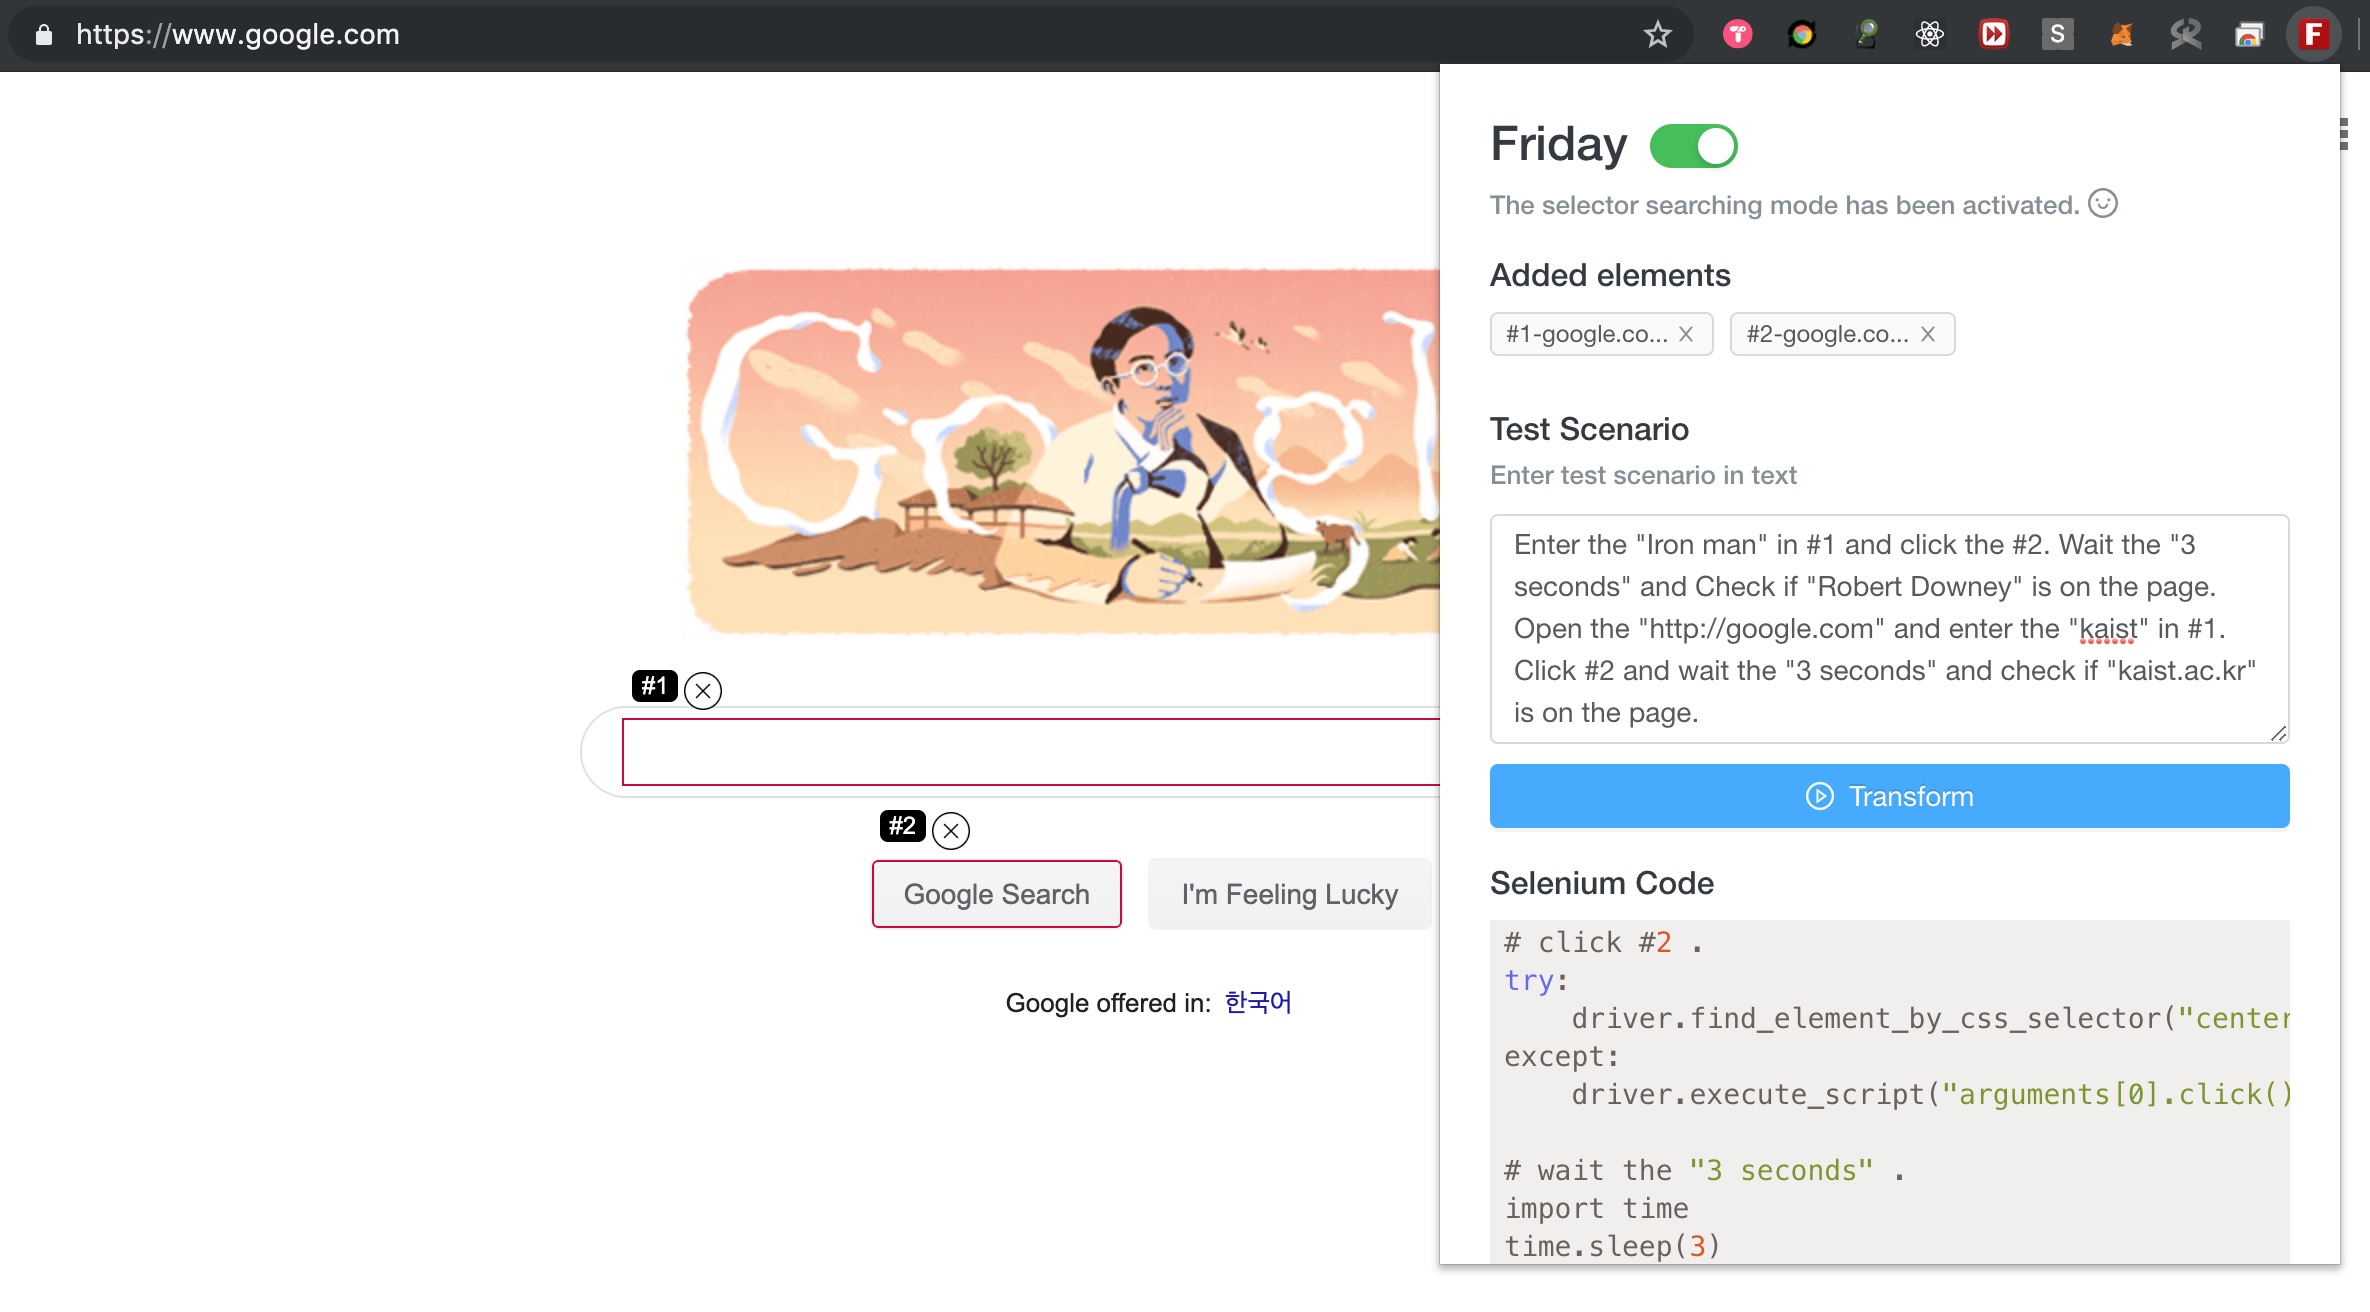 https://www.google.com
S
F
Friday
The selector searching mode has been activated.
Added elements
#1-google.co...
#2-google.co...
Test Scenario
Enter test scenario in text
Enter the "Iron man" in #1 and click the #2. Wait the "3
seconds" and Check if "Robert Downey" is on the page.
Open the "http://google.com" and enter the "kaist" in #1.
Click #2 and wait the "3 seconds" and check if "kaist.ac.kr"
is on the page.
Transform
Selenium Code
# click #2 .
try:
    driver.find_element_by_css_selector("center
except:
    driver.execute_script("arguments[0].click()
# wait the "3 seconds" .
import time
time.sleep(3)
#1
#2
Google Search
I'm Feeling Lucky
Google offered in: 한국어